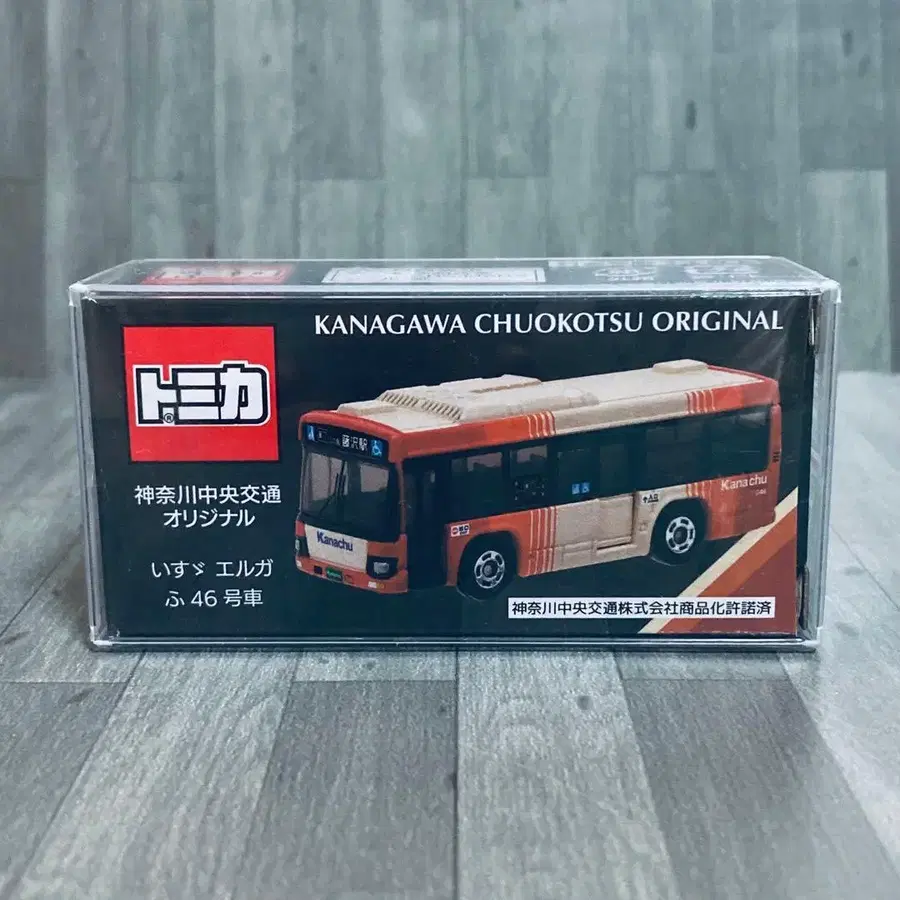 KANAGAWA CHUOKOTSU ORIGINAL
トミカ
®
神奈川中央交通
オリジナル
いすゞ エルガ
ふ 46 号車
藤沢駅
Kanachu
Kanachu
神奈川中央交通株式会社商品化許諾済